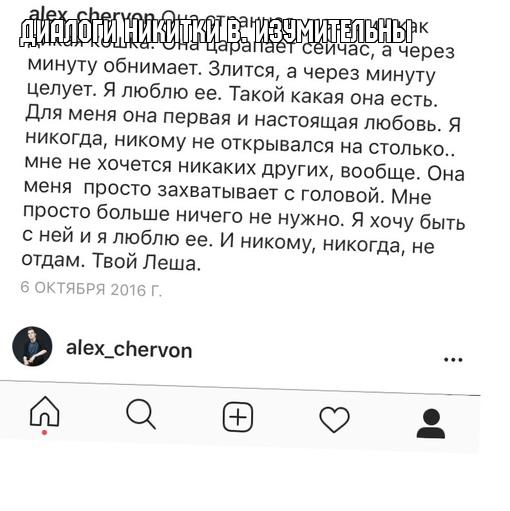 alex_chervon Она странная как
ДИАЛОГИ НИКИТКИ В. ИЗУМИТЕЛЬНЫ
дикая кошка. Она царапает сейчас, а через
минуту обнимает. Злится, а через минуту
целует. Я люблю ее. Такой какая она есть.
Для меня она первая и настоящая любовь. Я
никогда, никому не открывался на столько..
мне не хочется никаких других, вообще. Она
меня просто захватывает с головой. Мне
просто больше ничего не нужно. Я хочу быть
с ней и я люблю ее. И никому, никогда, не
отдам. Твой Леша.
6 ОКТЯБРЯ 2016 Г.
alex_chervon